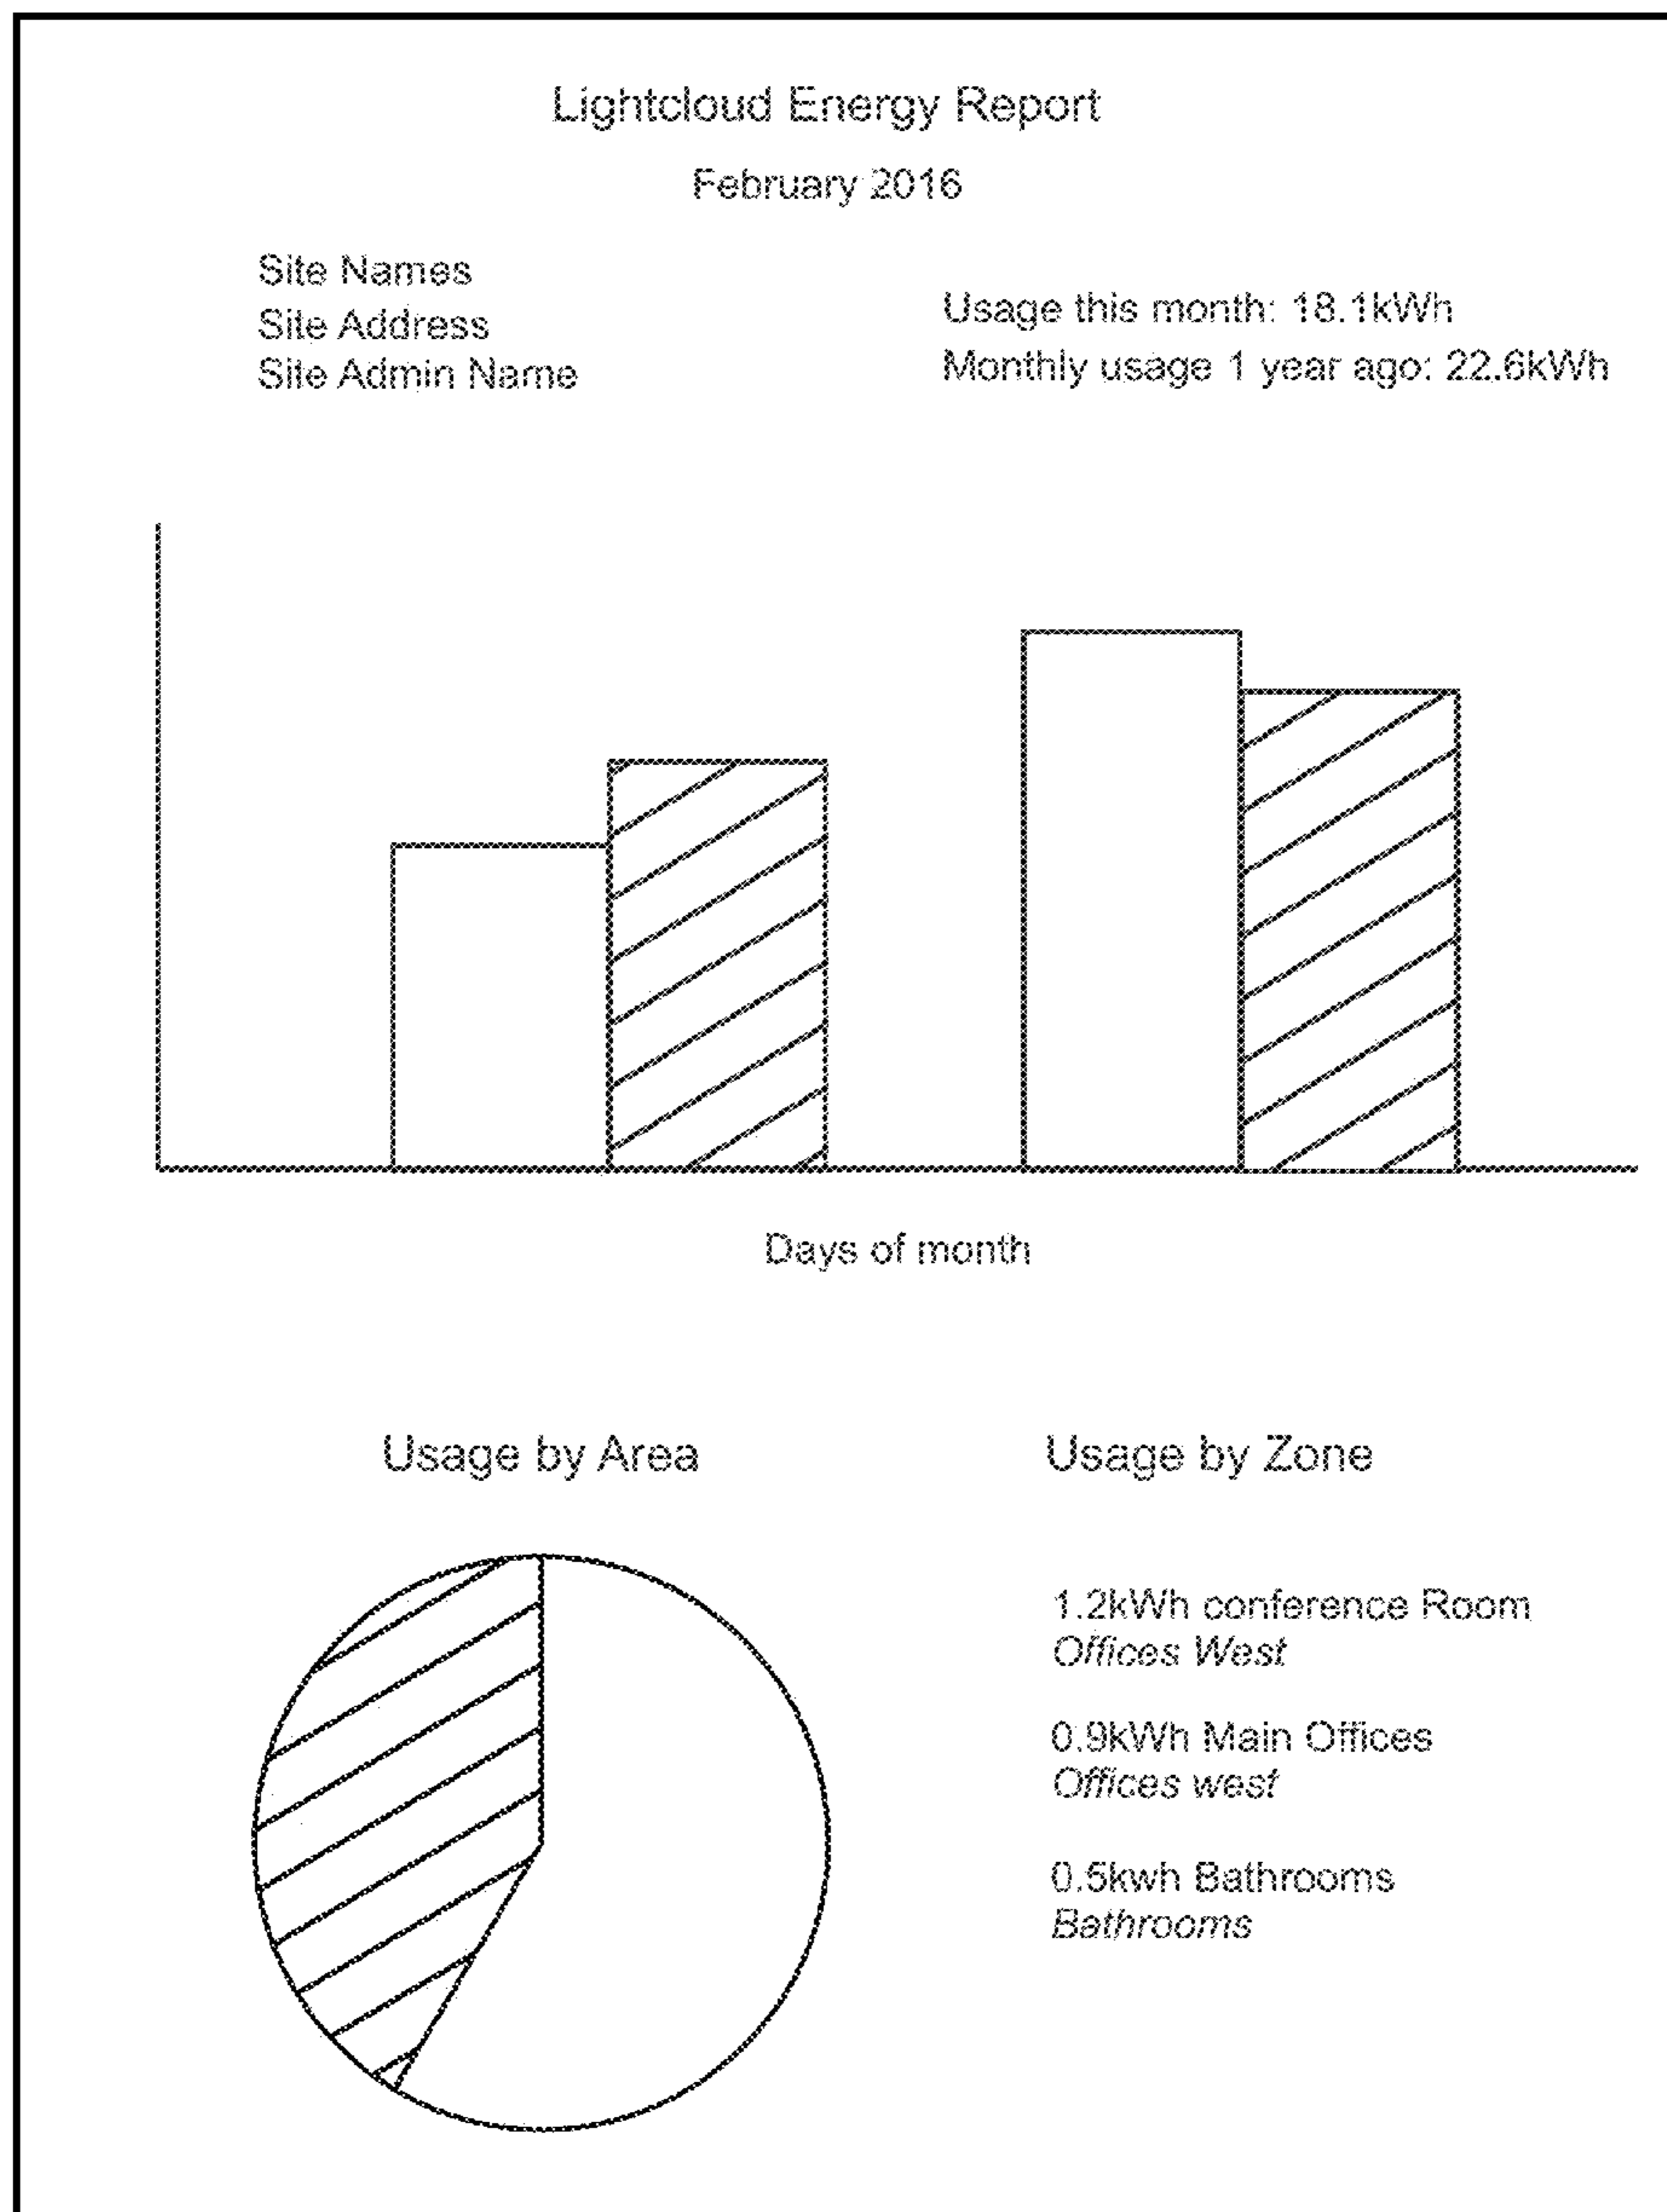 Lightcloud Energy Report
February 2016
Site Names
Site Address
Site Admin Name
Usage this month: 18.1kWh
Monthly usage 1 year ago: 22.6kWh
Days of month
Usage by Area
Usage by Zone
1.2kWh conference Room
Offices West
0.9kWh Main Offices
Offices west
0.5kwh Bathrooms
Bathrooms